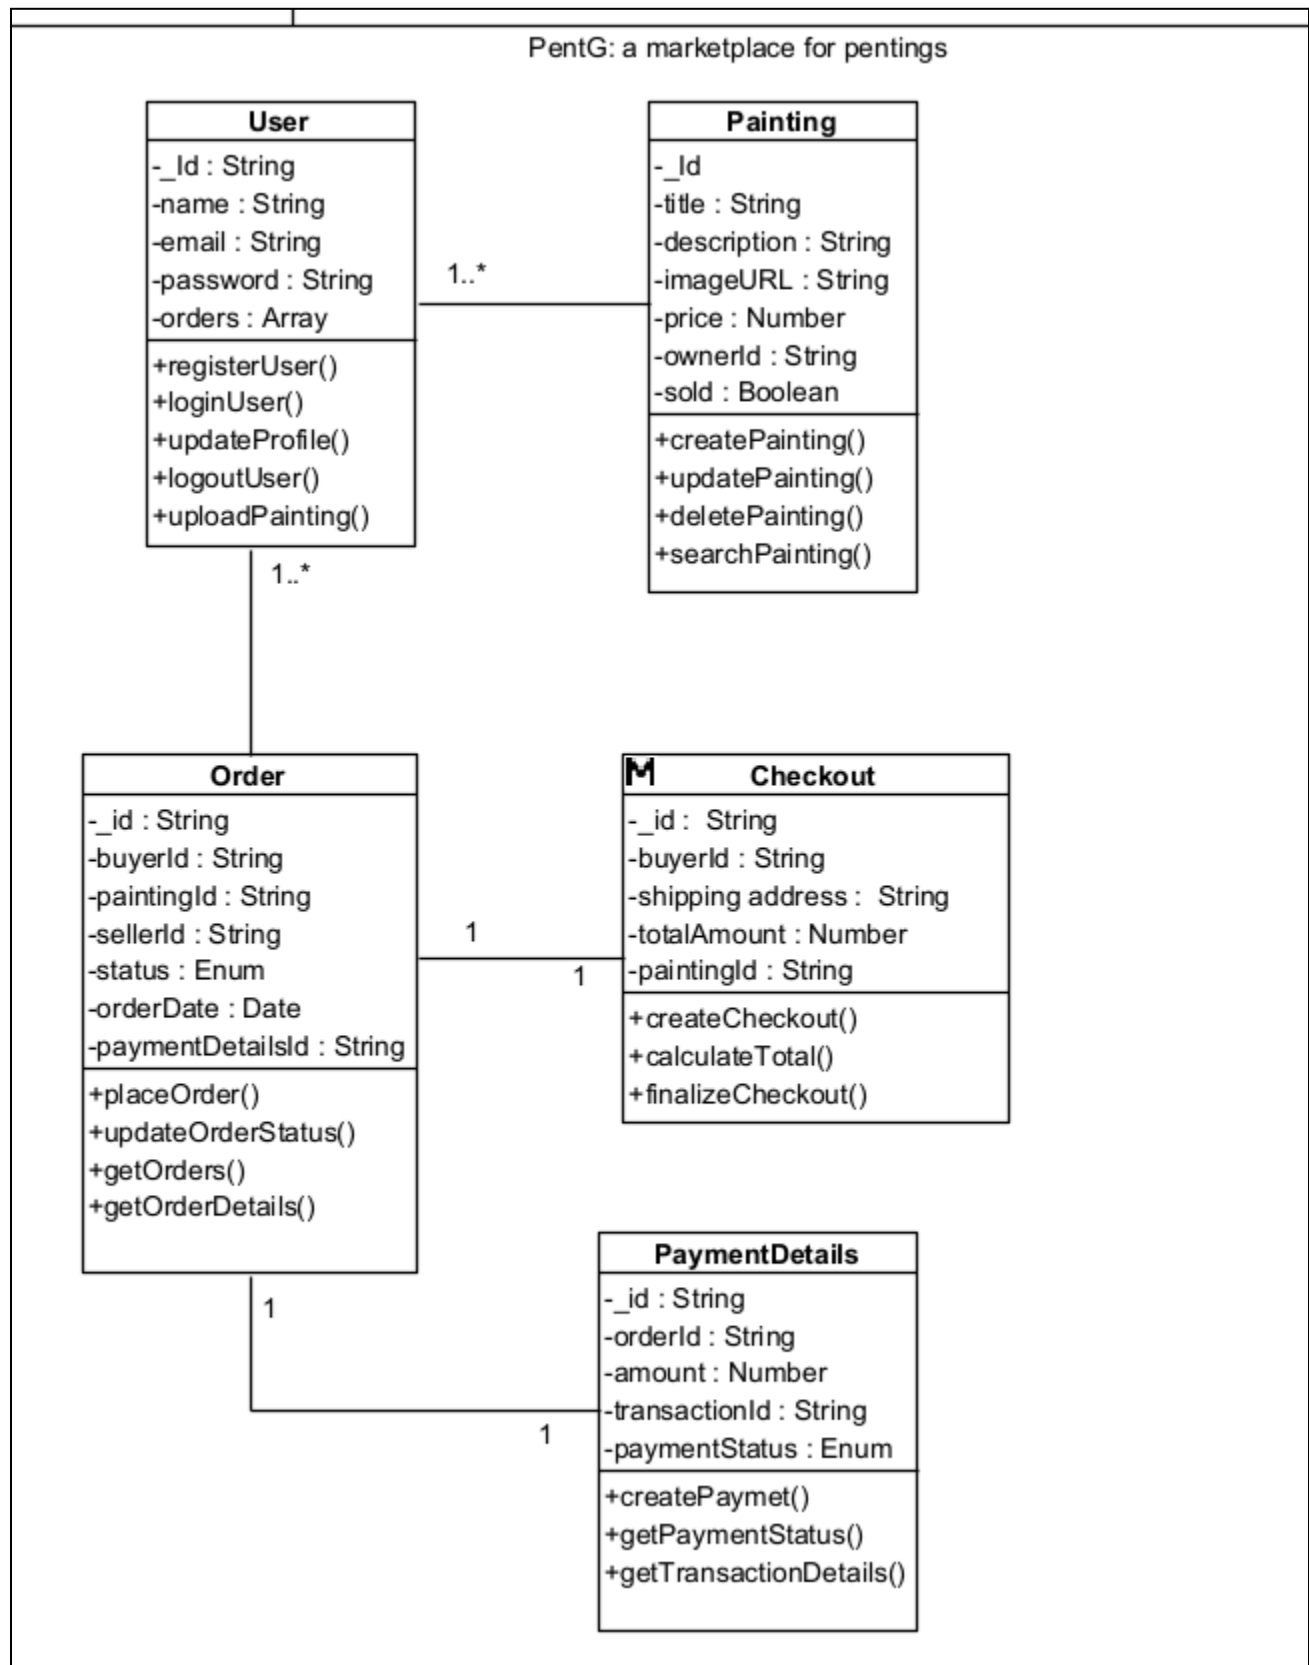 PentG: a marketplace for pentings
User
-_Id : String
-name : String
-email : String
-password : String
-orders : Array
+registerUser()
+loginUser()
+updateProfile()
+logoutUser()
+uploadPainting()
1..*
Painting
-_Id
-title : String
-description : String
-imageURL : String
-price : Number
-ownerId : String
-sold : Boolean
+createPainting()
+updatePainting()
+deletePainting()
+searchPainting()
1..*
Order
-_id : String
-buyerId : String
-paintingId : String
-sellerId : String
-status : Enum
-orderDate : Date
-paymentDetailsId : String
+placeOrder()
+updateOrderStatus()
+getOrders()
+getOrderDetails()
1
1
M Checkout
-_id : String
-buyerId : String
-shipping address : String
-totalAmount : Number
-paintingId : String
+createCheckout()
+calculateTotal()
+finalizeCheckout()
1
1
PaymentDetails
-_id : String
-orderId : String
-amount : Number
-transactionId : String
-paymentStatus : Enum
+createPaymet()
+getPaymentStatus()
+getTransactionDetails()